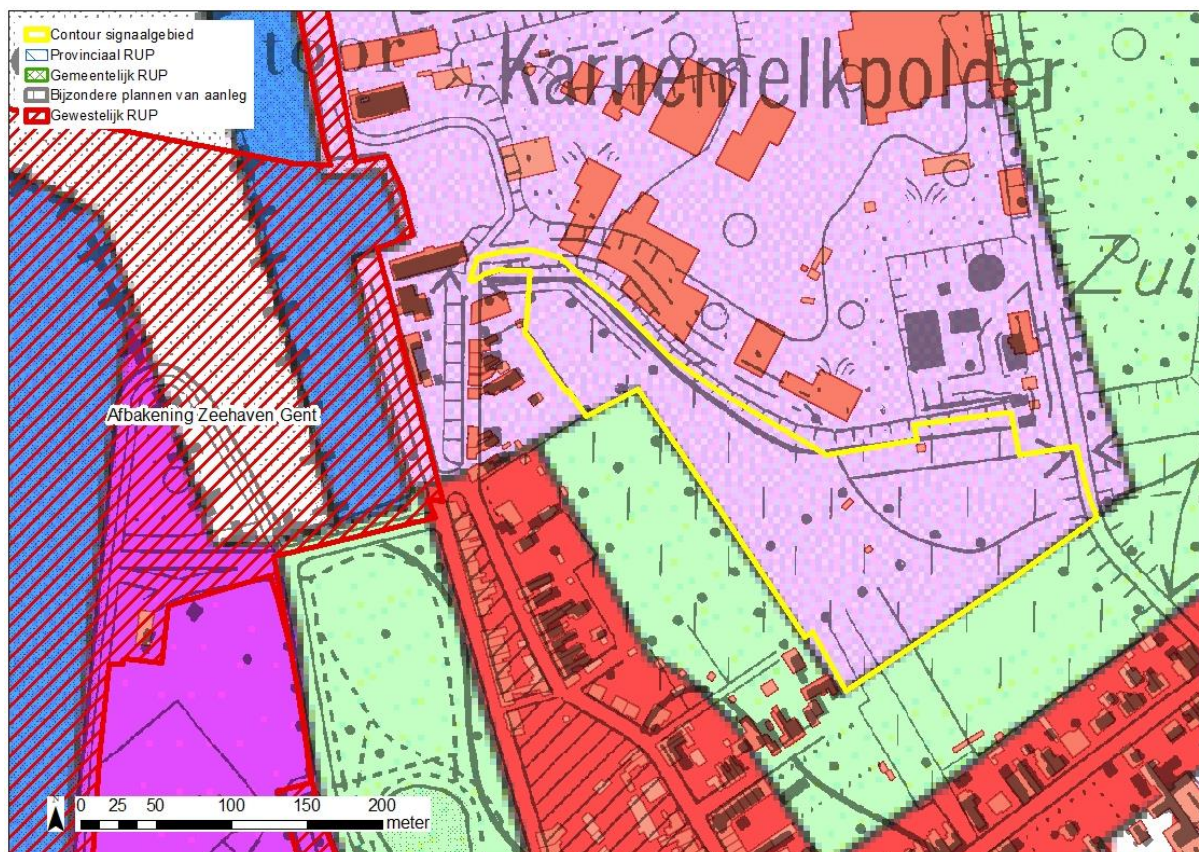 Contour signaalgebied
Provinciaal RUP
Gemeentelijk RUP
Bijzondere plannen van aanleg
Gewestelijk RUP
Karnemelkpolder
Zui
Afbakening Zeehaven Gent
0 25 50 100 150 200
meter